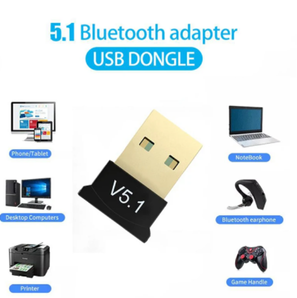 5.1 Bluetooth adapter
USB DONGLE
Phone/Tablet
NoteBook
V5.1
Desktop Computers
Bluetooth earphone
Printer
Game Handle